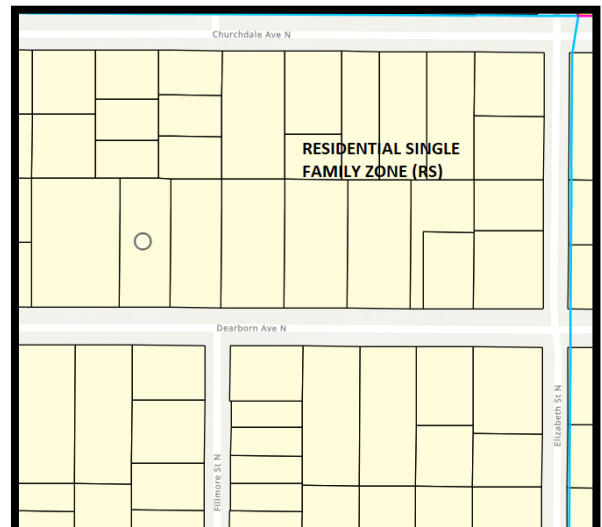 Churchdale Ave N
RESIDENTIAL SINGLE
FAMILY ZONE (RS)
Dearborn Ave N
Elizabeth St N
Fillmore St N